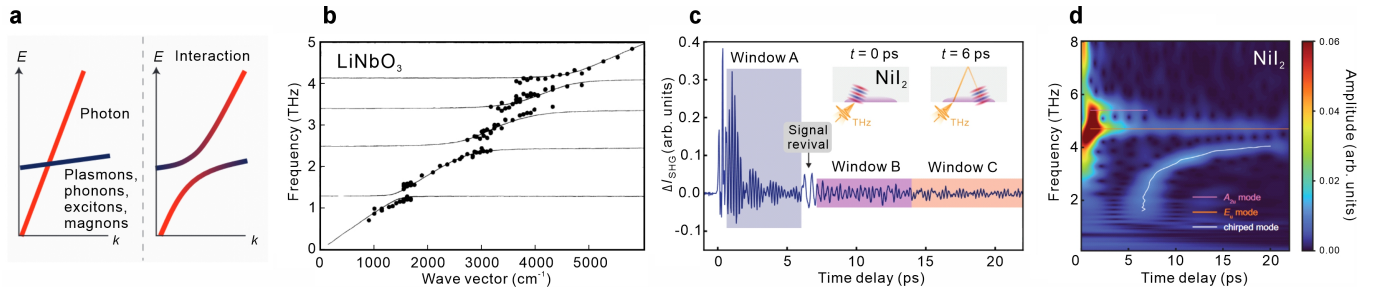 a
E
E
Interaction
Photon
Plasmons,
phonons,
excitons,
magnons
k
k
b
LiNbO3
Frequency (THz)
5
4
3
2
1
0
0
1000
2000
3000
4000
5000
Wave vector (cm-1)
c
ΔISHG(arb. units)
0.4
0.3
0.2
0.1
0.0
-0.1
Window A
t = 0 ps
t = 6 ps
NiI2
THz
THz
Signal
revival
Window B
Window C
0
5
10
15
20
Time delay (ps)
d
Frequency (THz)
8
6
4
2
NiI2
A2u mode
Eu mode
chirped mode
0
5
10
15
20
Time delay (ps)
0.06
0.04
0.02
0.00
Amplitude (arb. units)